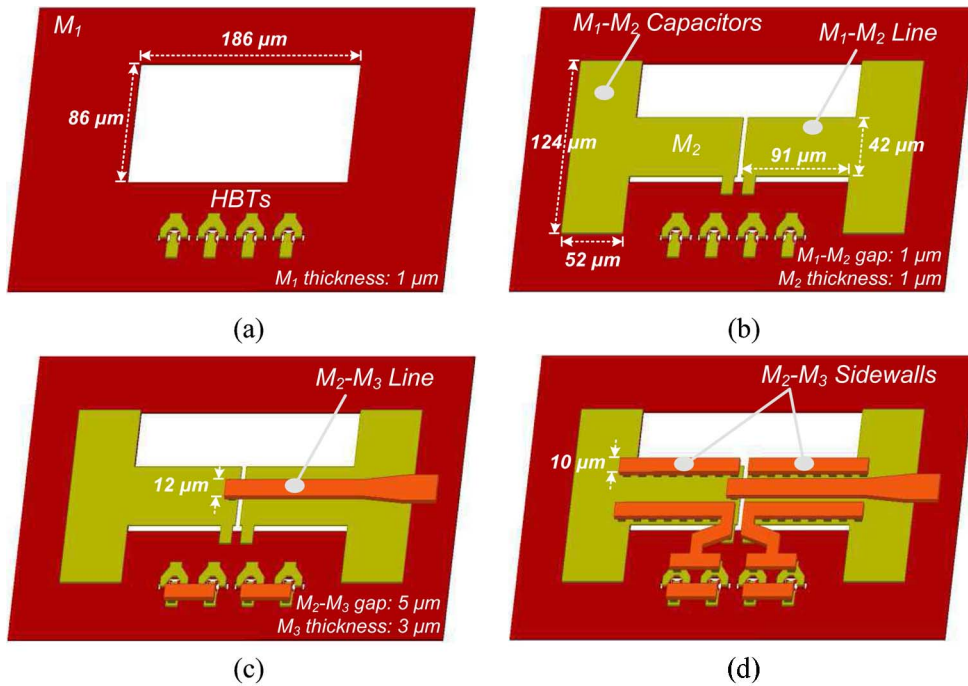 M₁
186 μm
86 μm
HBTs
M₁ thickness: 1 μm
(a)
M₁-M₂ Capacitors
M₁-M₂ Line
124 μm
M₂
91 μm
42 μm
52 μm
M₁-M₂ gap: 1 μm
M₂ thickness: 1 μm
(b)
M₂-M₃ Line
12 μm
M₂-M₃ gap: 5 μm
M₃ thickness: 3 μm
(c)
M₂-M₃ Sidewalls
10 μm
(d)